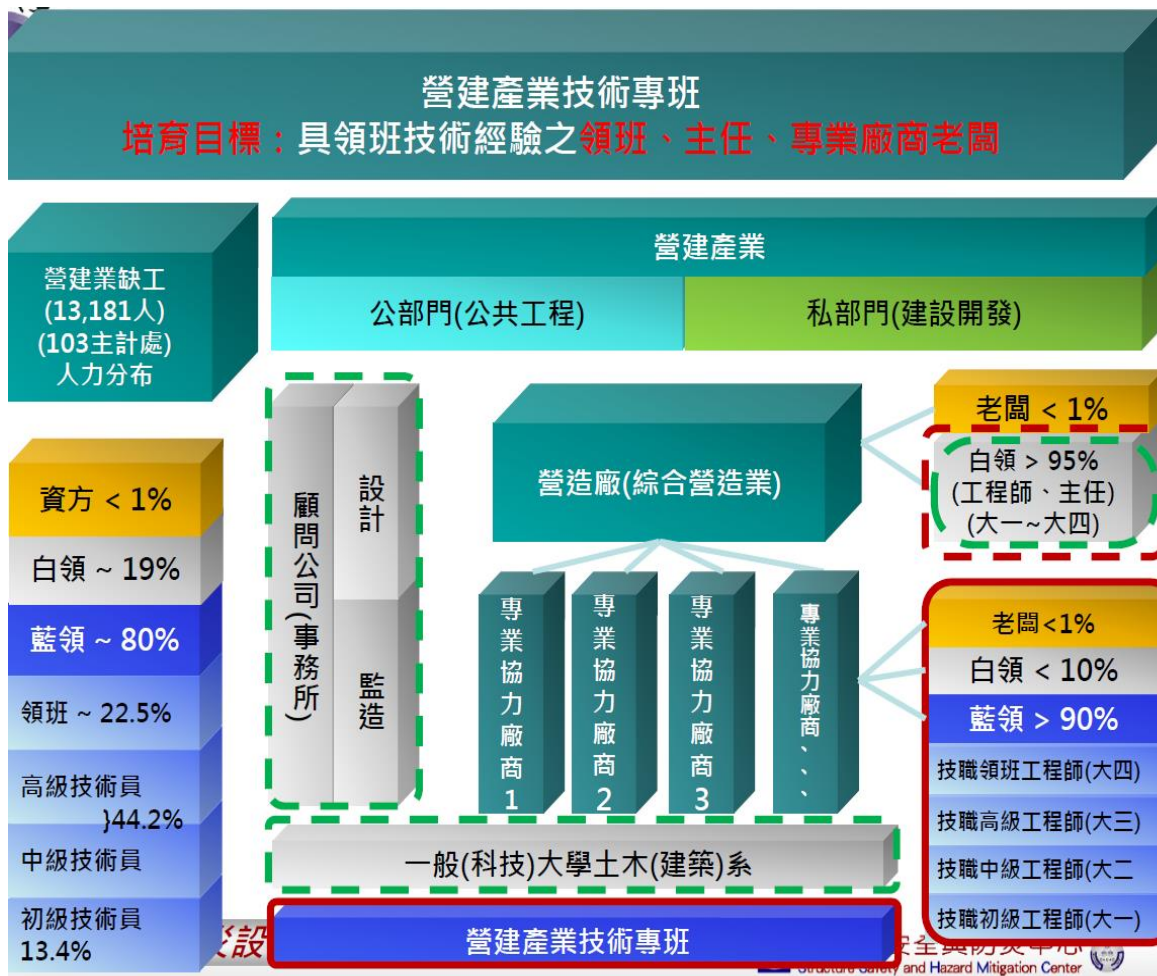 營建產業技術專班
培育目標：具領班技術經驗之領班、主任、專業廠商老闆
營建業缺工
(13,181人)
(103主計處)
人力分布
營建產業
公部門(公共工程)
私部門(建設開發)
資方 < 1%
白領 ~ 19%
藍領 ~ 80%
領班 ~ 22.5%
高級技術員
}44.2%
中級技術員
初級技術員
13.4%
顧問公司(事務所)
設計
監造
營造廠(綜合營造業)
專業協力廠商1
專業協力廠商2
專業協力廠商3
專業協力廠商、、、
老闆 < 1%
白領 > 95%
(工程師、主任)
(大一~大四)
老闆<1%
白領 < 10%
藍領 > 90%
技職領班工程師(大四)
技職高級工程師(大三)
技職中級工程師(大二
技職初級工程師(大一)
一般(科技)大學土木(建築)系
營建產業技術專班
災設
安全與防災中心
Structure Safety and Hazard Mitigation Center